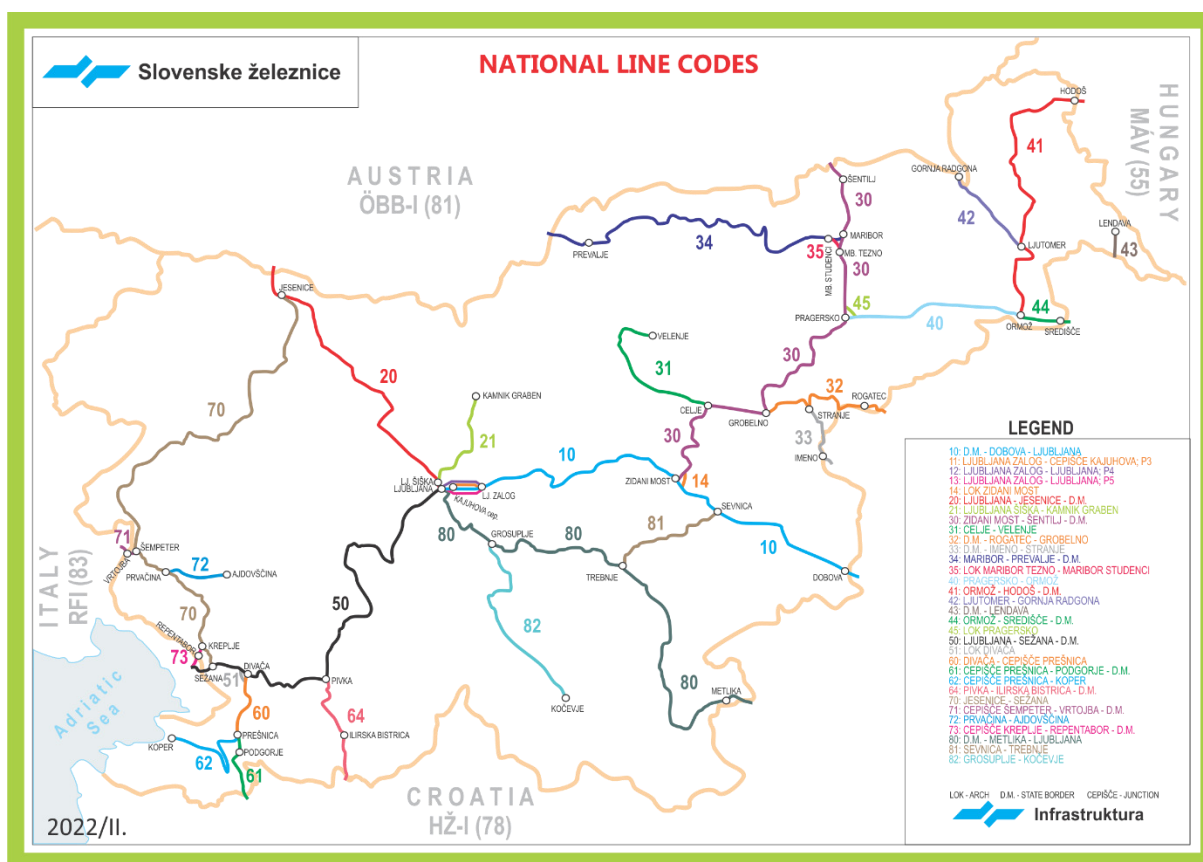 Slovenske železnice
NATIONAL LINE CODES
AUSTRIA
ÖBB-I (81)
HUNGARY
MÁV (55)
ITALY
RFI (83)
CROATIA
HŽ-I (78)
Adriatic
Sea
HODOŠ
41
GORNJA RADGONA
42
LENDAVA
43
LJUTOMER
ŠENTILJ
30
MARIBOR
34
PREVALJE
35
MB. TEZNO
MB. STUDENCI
30
45
PRAGERSKO
40
ORMOŽ
44
SREDIŠČE
JESENICE
VELENJE
31
30
20
70
KAMNIK GRABEN
21
CELJE
GROBELNO
32
ROGATEC
STRANJE
33
IMENO
30
10
ZIDANI MOST
14
LJ. ŠIŠKA
LJUBLJANA
LJ. ZALOG
KAJUHOVA cep.
SEVNICA
81
10
80
GROSUPLJE
80
TREBNJE
DOBOVA
71
ŠEMPETER
VRTOJBA
72
PRVAČINA
AJDOVŠČINA
50
70
82
REPENTABOR
KREPLJE
73
SEŽANA
DIVAČA
51
PIVKA
80
METLIKA
KOČEVJE
60
64
PREŠNICA
ILIRSKA BISTRICA
KOPER
PODGORJE
62
61
LEGEND
10: D.M. - DOBOVA - LJUBLJANA
11: LJUBLJANA ZALOG - CEPIŠČE KAJUHOVA; P3
12: LJUBLJANA ZALOG - LJUBLJANA; P4
13: LJUBLJANA ZALOG - LJUBLJANA; P5
14: LOK ZIDANI MOST
20: LJUBLJANA - JESENICE - D.M.
21: LJUBLJANA ŠIŠKA - KAMNIK GRABEN
30: ZIDANI MOST - ŠENTILJ - D.M.
31: CELJE - VELENJE
32: D.M. - ROGATEC - GROBELNO
33: D.M. - IMENO - STRANJE
34: MARIBOR - PREVALJE - D.M.
35: LOK MARIBOR TEZNO - MARIBOR STUDENCI
40: PRAGERSKO - ORMOŽ
41: ORMOŽ - HODOŠ - D.M.
42: LJUTOMER - GORNJA RADGONA
43: D.M. - LENDAVA
44: ORMOŽ - SREDIŠČE - D.M.
45: LOK PRAGERSKO
50: LJUBLJANA - SEŽANA - D.M.
51: LOK DIVAČA
60: DIVAČA - CEPIŠČE PREŠNICA
61: CEPIŠČE PREŠNICA - PODGORJE - D.M.
62: CEPIŠČE PREŠNICA - KOPER
64: PIVKA - ILIRSKA BISTRICA - D.M.
70: JESENICE - SEŽANA
71: CEPIŠČE ŠEMPETER - VRTOJBA - D.M.
72: PRVAČINA - AJDOVŠČINA
73: CEPIŠČE KREPLJE - REPENTABOR - D.M.
80: D.M. - METLIKA - LJUBLJANA
81: SEVNICA - TREBNJE
82: GROSUPLJE - KOČEVJE
LOK - ARCH D.M. - STATE BORDER CEPIŠČE - JUNCTION
Infrastruktura
2022/II.